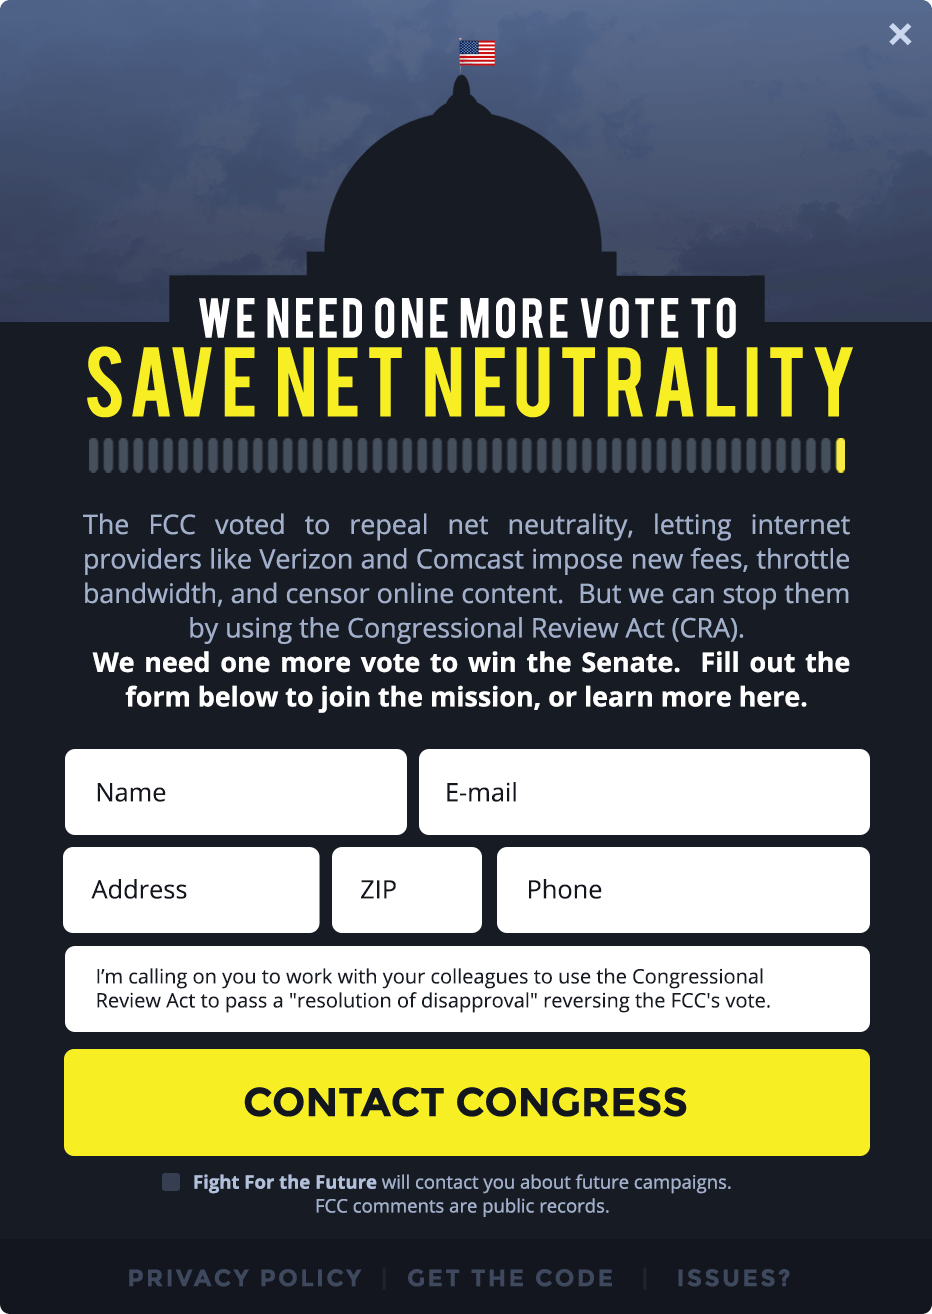 WE NEED ONE MORE VOTE TO
SAVE NET NEUTRALITY
The FCC voted to repeal net neutrality, letting internet
providers like Verizon and Comcast impose new fees, throttle
bandwidth, and censor online content.  But we can stop them
by using the Congressional Review Act (CRA).
We need one more vote to win the Senate.  Fill out the
form below to join the mission, or learn more here.
Name
E-mail
Address
ZIP
Phone
I’m calling on you to work with your colleagues to use the Congressional
Review Act to pass a "resolution of disapproval" reversing the FCC's vote.
CONTACT CONGRESS
Fight For the Future will contact you about future campaigns.
FCC comments are public records.
PRIVACY POLICY | GET THE CODE | ISSUES?